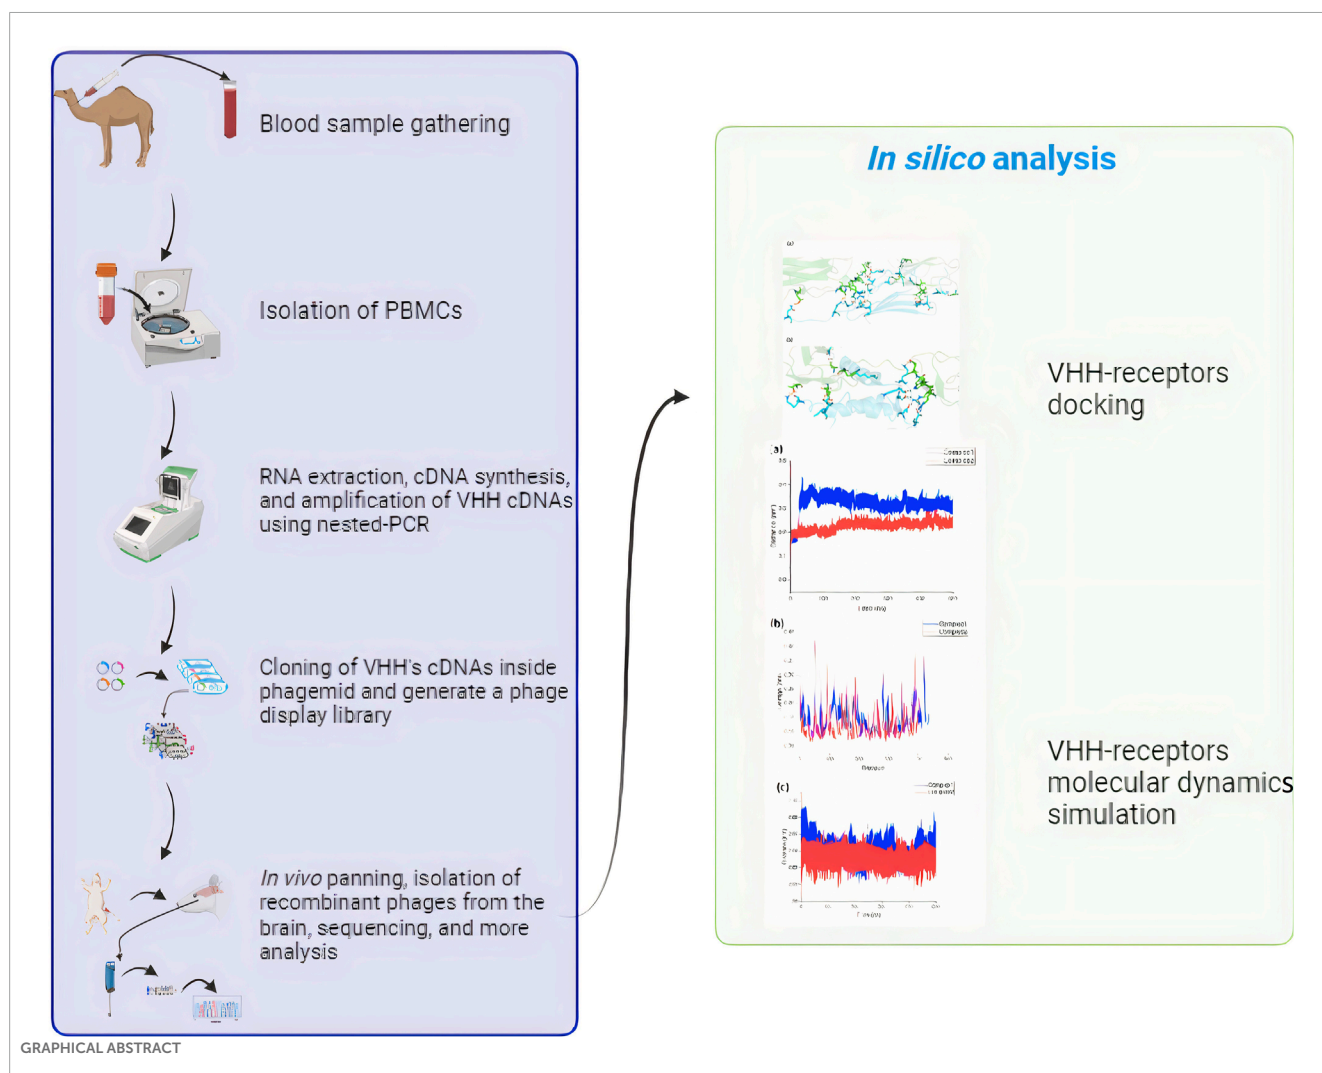 Blood sample gathering
Isolation of PBMCs
RNA extraction, cDNA synthesis,
and amplification of VHH cDNAs
using nested-PCR
Cloning of VHH's cDNAs inside
phagemid and generate a phage
display library
In vivo panning, isolation of
recombinant phages from the
brain, sequencing, and more
analysis
GRAPHICAL ABSTRACT
In silico analysis
VHH-receptors
docking
(a)
(b)
(c)
VHH-receptors
molecular dynamics
simulation